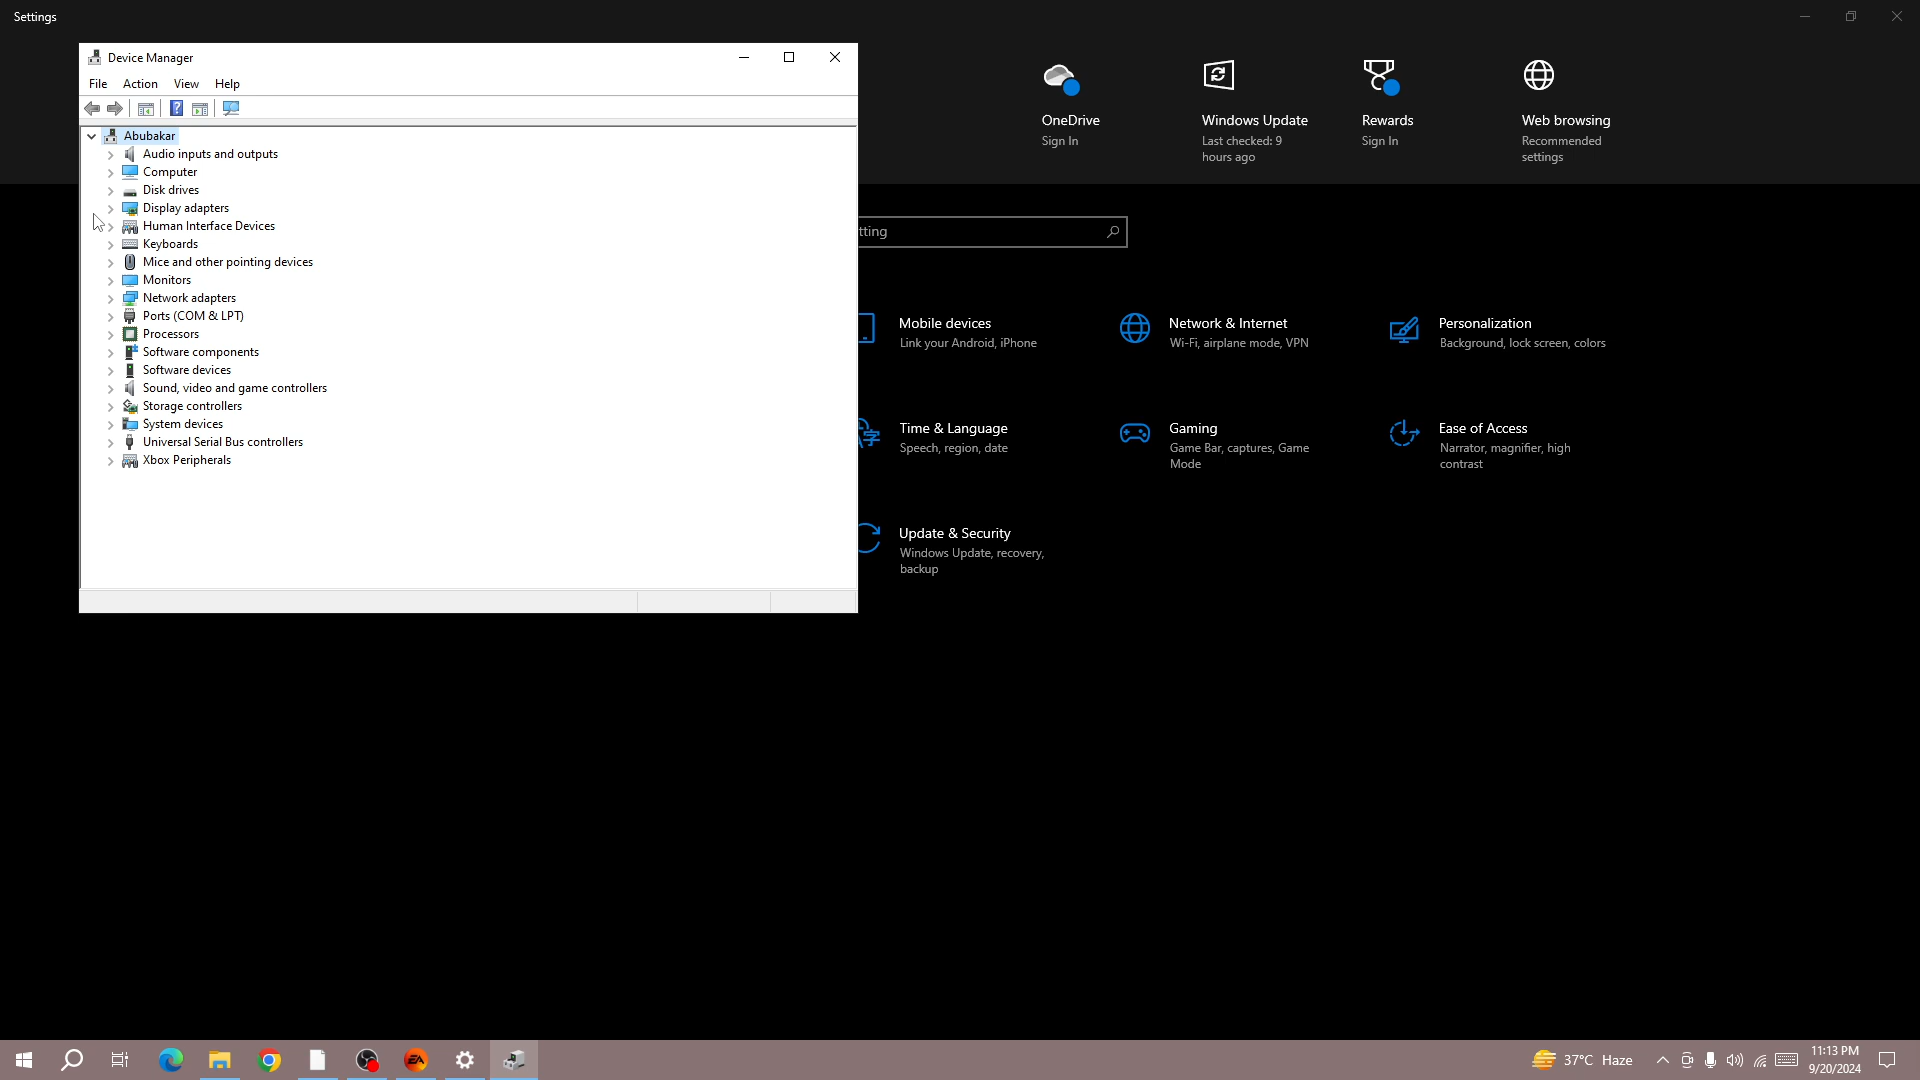 Settings
Device Manager
File Action View Help
Abubakar
Audio inputs and outputs
Computer
Disk drives
Display adapters
Human Interface Devices
Keyboards
Mice and other pointing devices
Monitors
Network adapters
Ports (COM & LPT)
Processors
Software components
Software devices
Sound, video and game controllers
Storage controllers
System devices
Universal Serial Bus controllers
Xbox Peripherals
OneDrive
Sign In
Windows Update
Last checked: 9
hours ago
Rewards
Sign In
Web browsing
Recommended
settings
tting
Mobile devices
Link your Android, iPhone
Network & Internet
Wi-Fi, airplane mode, VPN
Personalization
Background, lock screen, colors
Time & Language
Speech, region, date
Gaming
Game Bar, captures, Game
Mode
Ease of Access
Narrator, magnifier, high
contrast
Update & Security
Windows Update, recovery,
backup
EA
37°C Haze
11:13 PM
9/20/2024